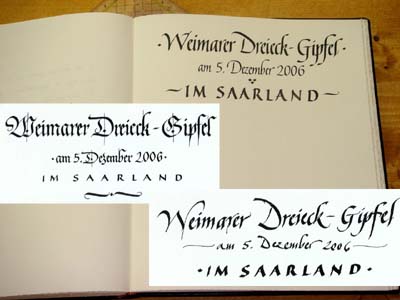 ·Weimarer Dreieck-Gipfel·
am 5. Dezember 2006
~IM SAARLAND~
Weimarer Dreieck-Gipfel
·am 5. Dezember 2006·
IM SAARLAND
Weimarer Dreieck-Gipfel
am 5. Dezember 2006
·IM SAARLAND·